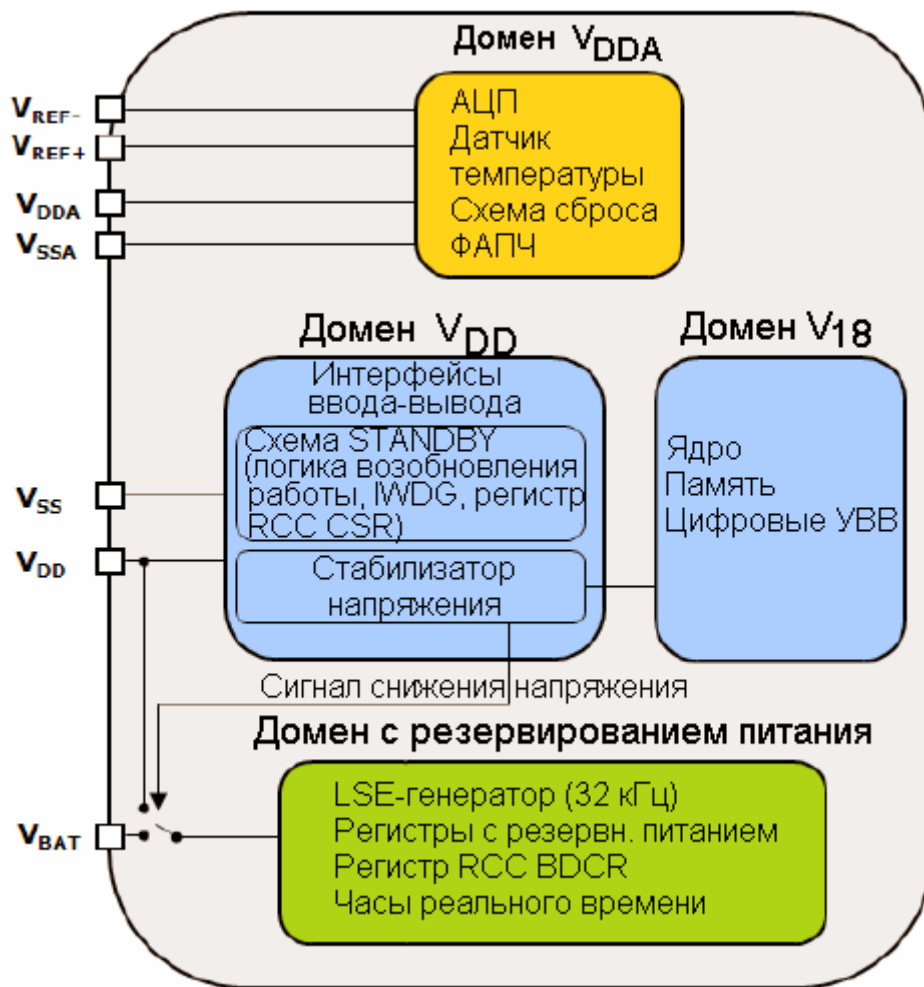 Домен VDDA
VREF-
VREF+
VDDA
VSSA
АЦП
Датчик
температуры
Схема сброса
ФАПЧ
Домен VDD
Домен V18
Интерфейсы
ввода-вывода
Схема STANDBY
(логика возобновления
работы, IWDG, регистр
RCC CSR)
Стабилизатор
напряжения
Ядро
Память
Цифровые УВВ
VSS
VDD
Сигнал снижения напряжения
Домен с резервированием питания
VBAT
LSE-генератор (32 кГц)
Регистры с резервн. питанием
Регистр RCC BDCR
Часы реального времени